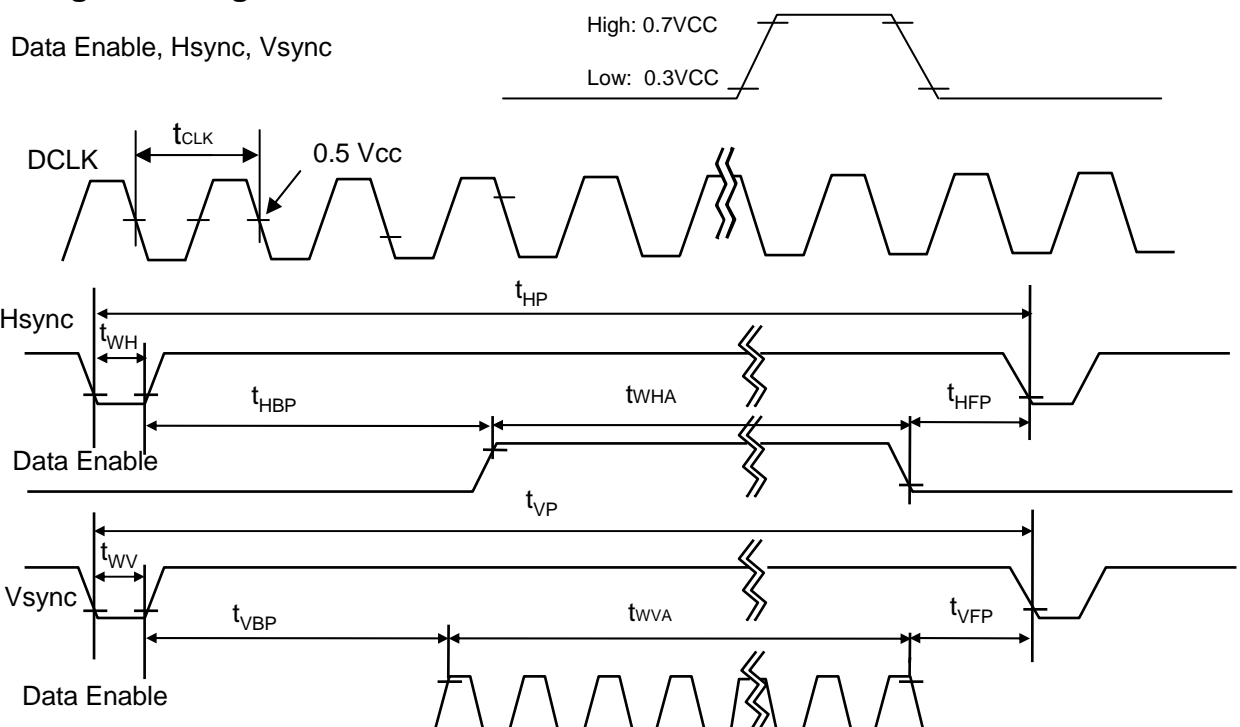 Data Enable, Hsync, Vsync
High: 0.7VCC
Low: 0.3VCC
tCLK
DCLK
0.5 Vcc
tHP
Hsync
tWH
tHBP
tWHA
tHFP
Data Enable
tVP
tWV
Vsync
tVBP
tWVA
tVFP
Data Enable